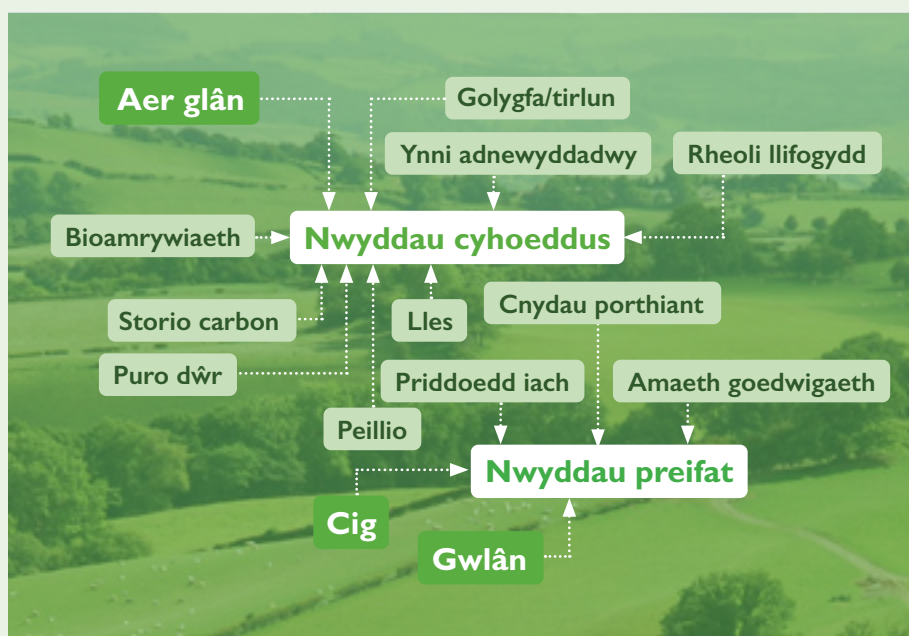 Aer glân
Golygfa/tirlun
Ynni adnewyddadwy
Rheoli llifogydd
Bioamrywiaeth
Nwyddau cyhoeddus
Storio carbon
Lles
Cnydau porthiant
Puro dŵr
Priddoedd iach
Amaeth goedwigaeth
Peillio
Nwyddau preifat
Cig
Gwlân